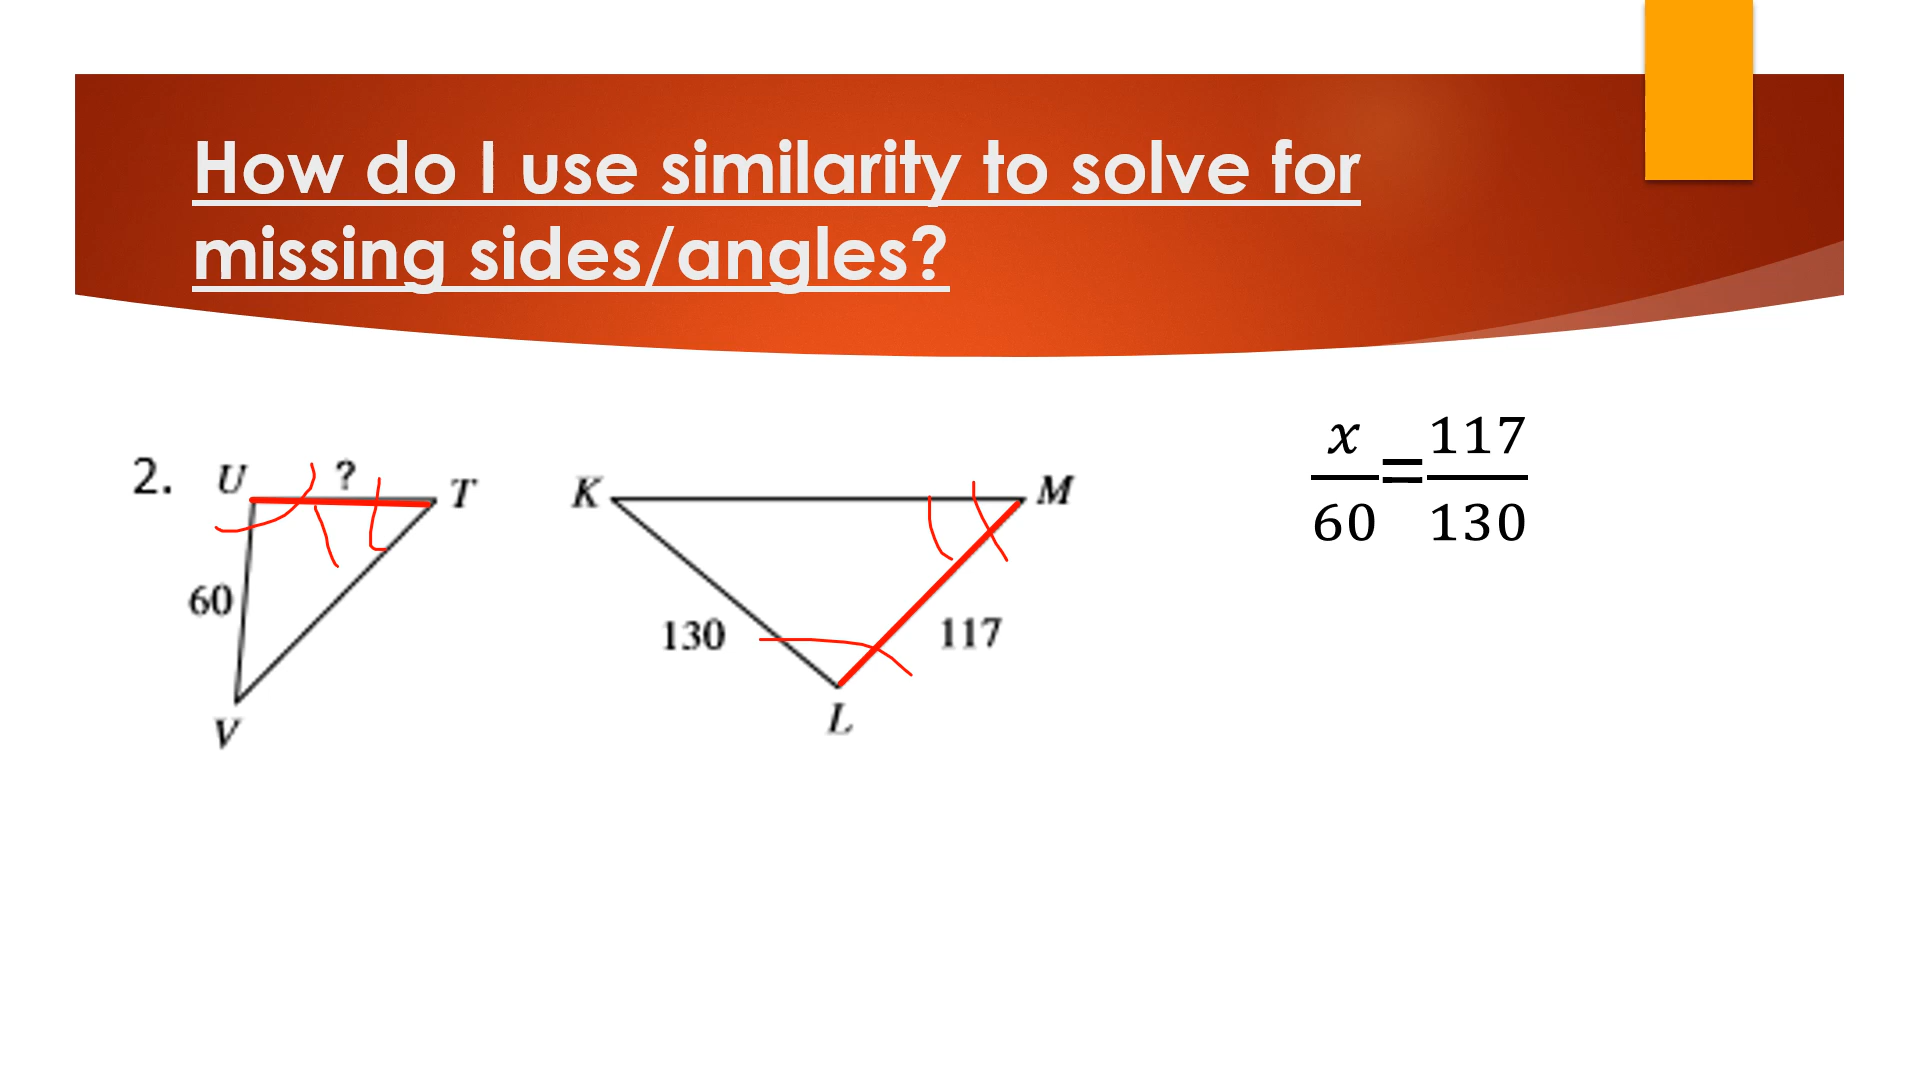 How do I use similarity to solve for
missing sides/angles?
2. U ? T
60
V
K M
130 117
L
x/60=117/130